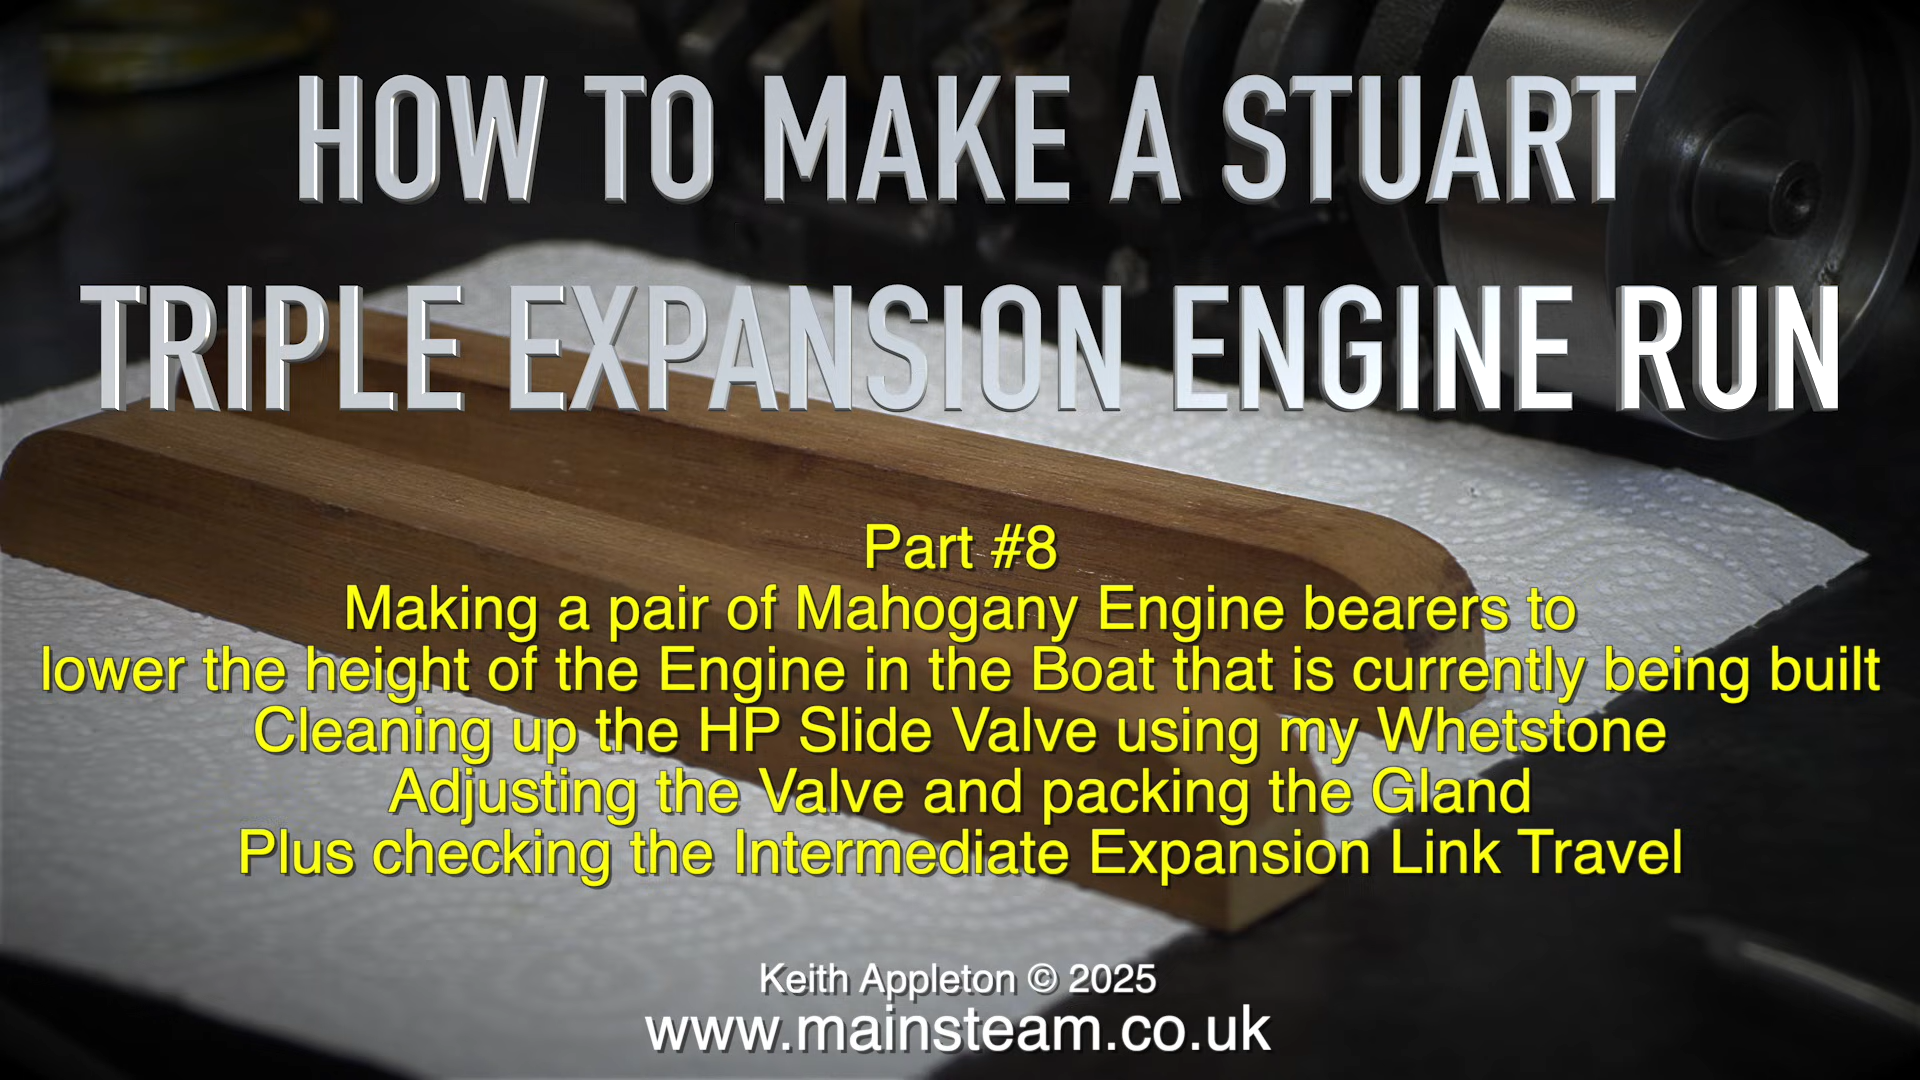 HOW TO MAKE A STUART
TRIPLE EXPANSION ENGINE RUN
Part #8
Making a pair of Mahogany Engine bearers to
lower the height of the Engine in the Boat that is currently being built
Cleaning up the HP Slide Valve using my Whetstone
Adjusting the Valve and packing the Gland
Plus checking the Intermediate Expansion Link Travel
Keith Appleton © 2025
www.mainsteam.co.uk